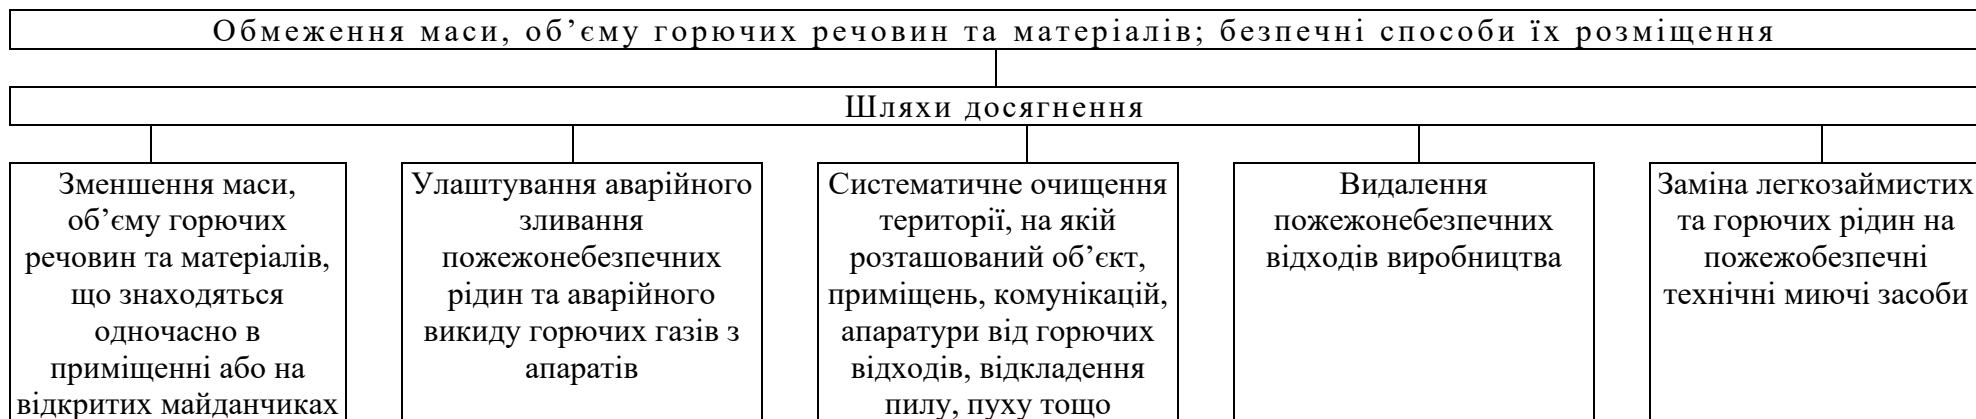 Обмеження маси, об’єму горючих речовин та матеріалів; безпечні способи їх розміщення
Шляхи досягнення
Зменшення маси,
об’єму горючих
речовин та матеріалів,
що знаходяться
одночасно в
приміщенні або на
відкритих майданчиках
Улаштування аварійного
зливання
пожежонебезпечних
рідин та аварійного
викиду горючих газів з
апаратів
Систематичне очищення
території, на якій
розташований об’єкт,
приміщень, комунікацій,
апаратури від горючих
відходів, відкладення
пилу, пуху тощо
Видалення
пожежонебезпечних
відходів виробництва
Заміна легкозаймистих
та горючих рідин на
пожежобезпечні
технічні миючі засоби